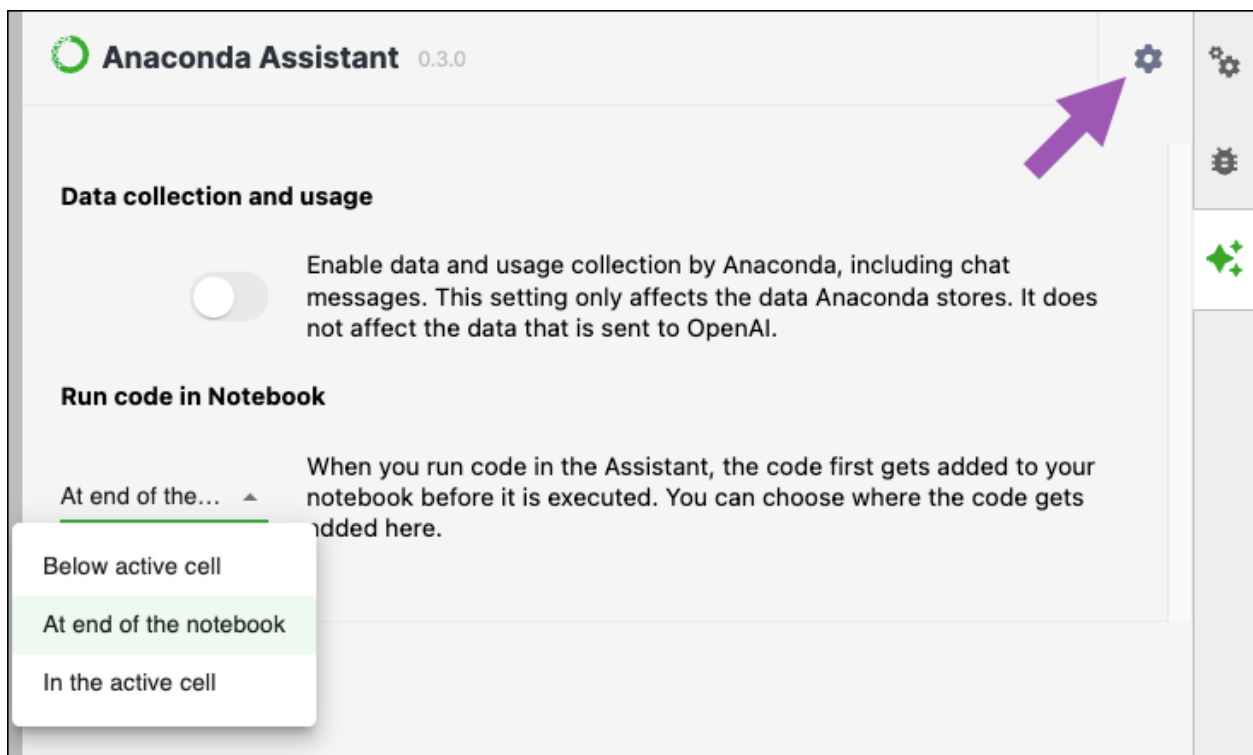 Anaconda Assistant 0.3.0
Data collection and usage
Enable data and usage collection by Anaconda, including chat
messages. This setting only affects the data Anaconda stores. It does
not affect the data that is sent to OpenAI.
Run code in Notebook
When you run code in the Assistant, the code first gets added to your
At end of the... notebook before it is executed. You can choose where the code gets
added here.
Below active cell
At end of the notebook
In the active cell